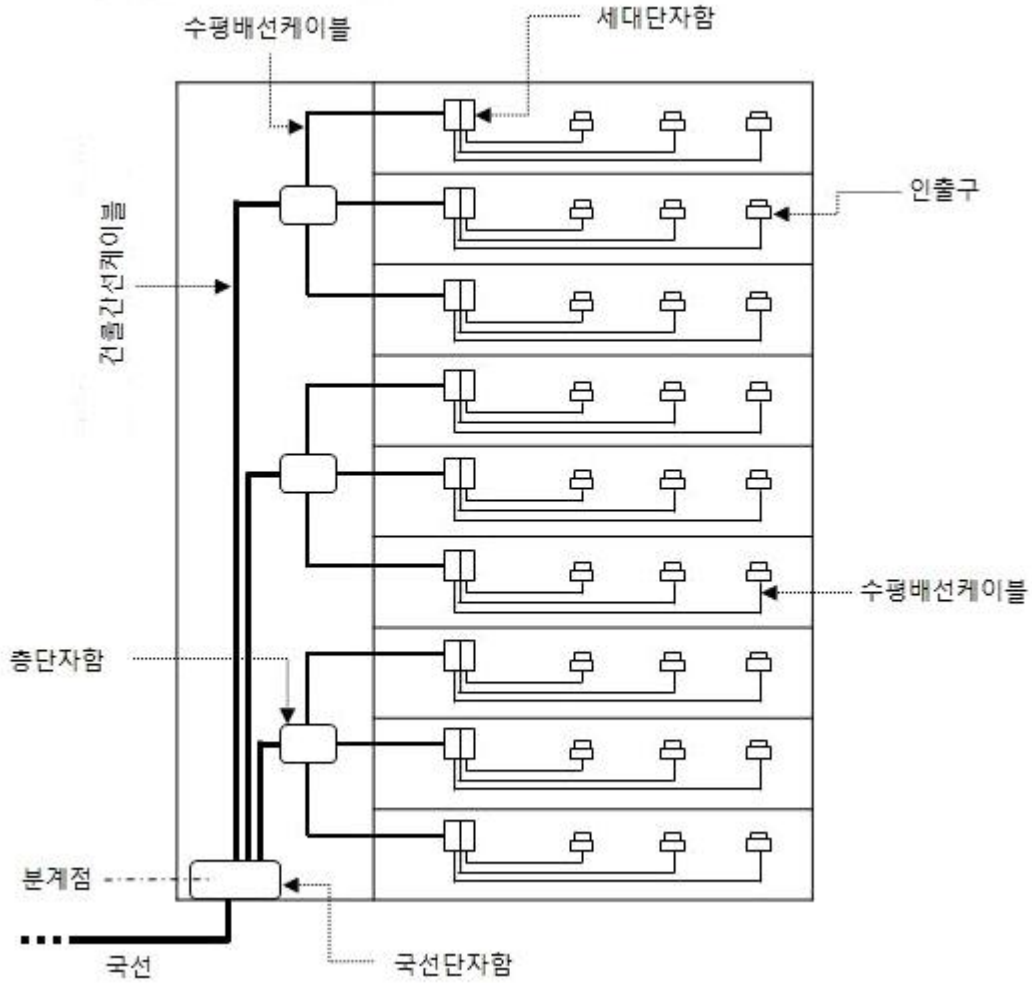 수평배선케이블
세대단자함
인출구
건물간선케이블
수평배선케이블
층단자함
분계점
국선
국선단자함